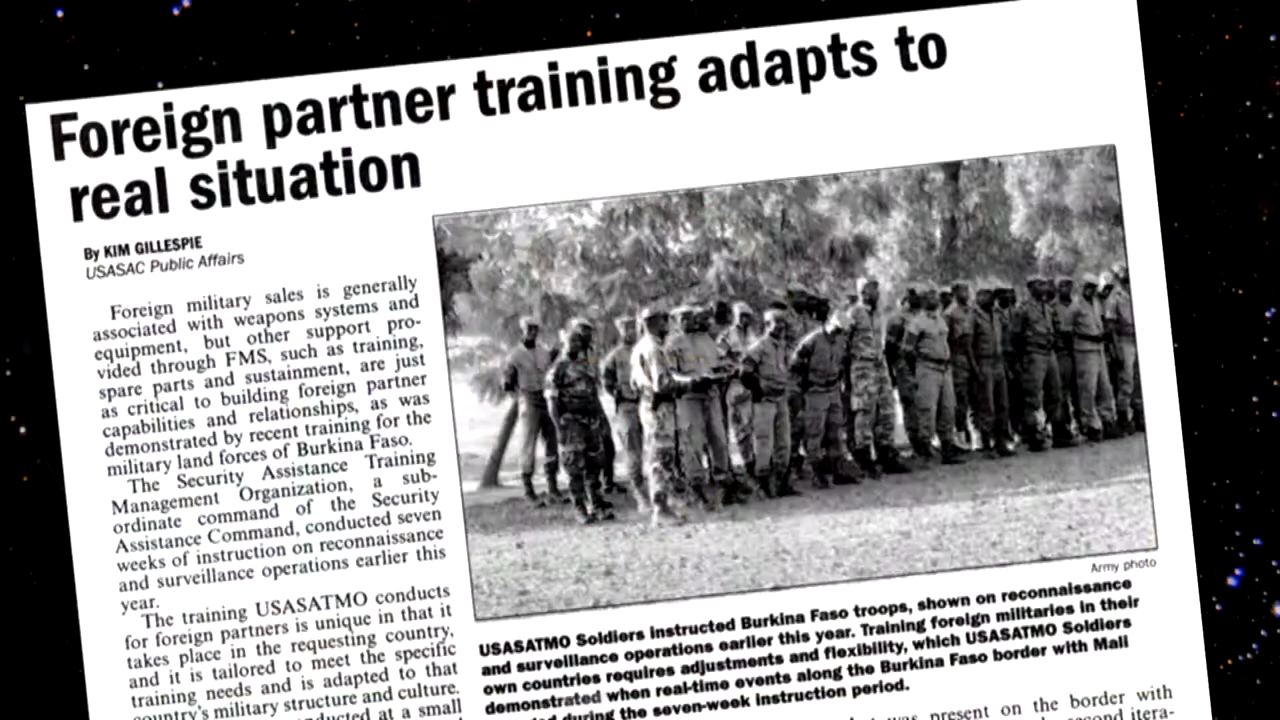 Foreign partner training adapts to
real situation
By KIM GILLESPIE
USASAC Public Affairs
Foreign military sales is generally
associated with weapons systems and
equipment, but other support pro-
vided through FMS, such as training,
spare parts and sustainment, are just
as critical to building foreign partner
capabilities and relationships, as was
demonstrated by recent training for the
military land forces of Burkina Faso.
The Security Assistance Training
Management Organization, a sub-
ordinate command of the Security
Assistance Command, conducted seven
weeks of instruction on reconnaissance
and surveillance operations earlier this
year.
The training USASATMO conducts
for foreign partners is unique in that it
takes place in the requesting country,
and it is tailored to meet the specific
training needs and is adapted to that
country's military structure and culture.
at a small
Army photo
USASATMO Soldiers instructed Burkina Faso troops, shown on reconnaissance
and surveillance operations earlier this year. Training foreign militaries in their
own countries requires adjustments and flexibility, which USASATMO Soldiers
demonstrated when real-time events along the Burkina Faso border with Mali
during the seven-week instruction period.
was present on the border with
second itera-